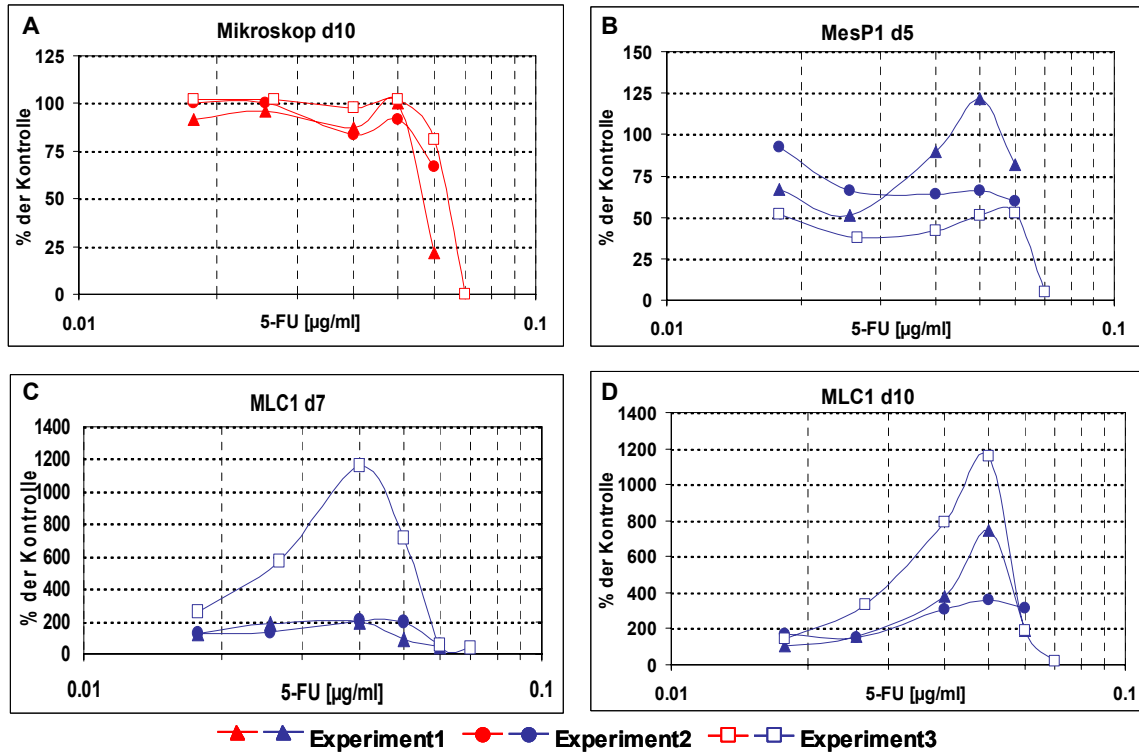 A
Mikroskop d10
% der Kontrolle
125
100
75
50
25
0
0.01
5-FU [µg/ml]
0.1
B
MesP1 d5
% der Kontrolle
150
125
100
75
50
25
0
0.01
5-FU [µg/ml]
0.1
C
MLC1 d7
% der Kontrolle
1400
1200
1000
800
600
400
200
0
0.01
5-FU [µg/ml]
0.1
D
MLC1 d10
% der Kontrolle
1400
1200
1000
800
600
400
200
0
0.01
5-FU [µg/ml]
0.1
Experiment1 Experiment2 Experiment3